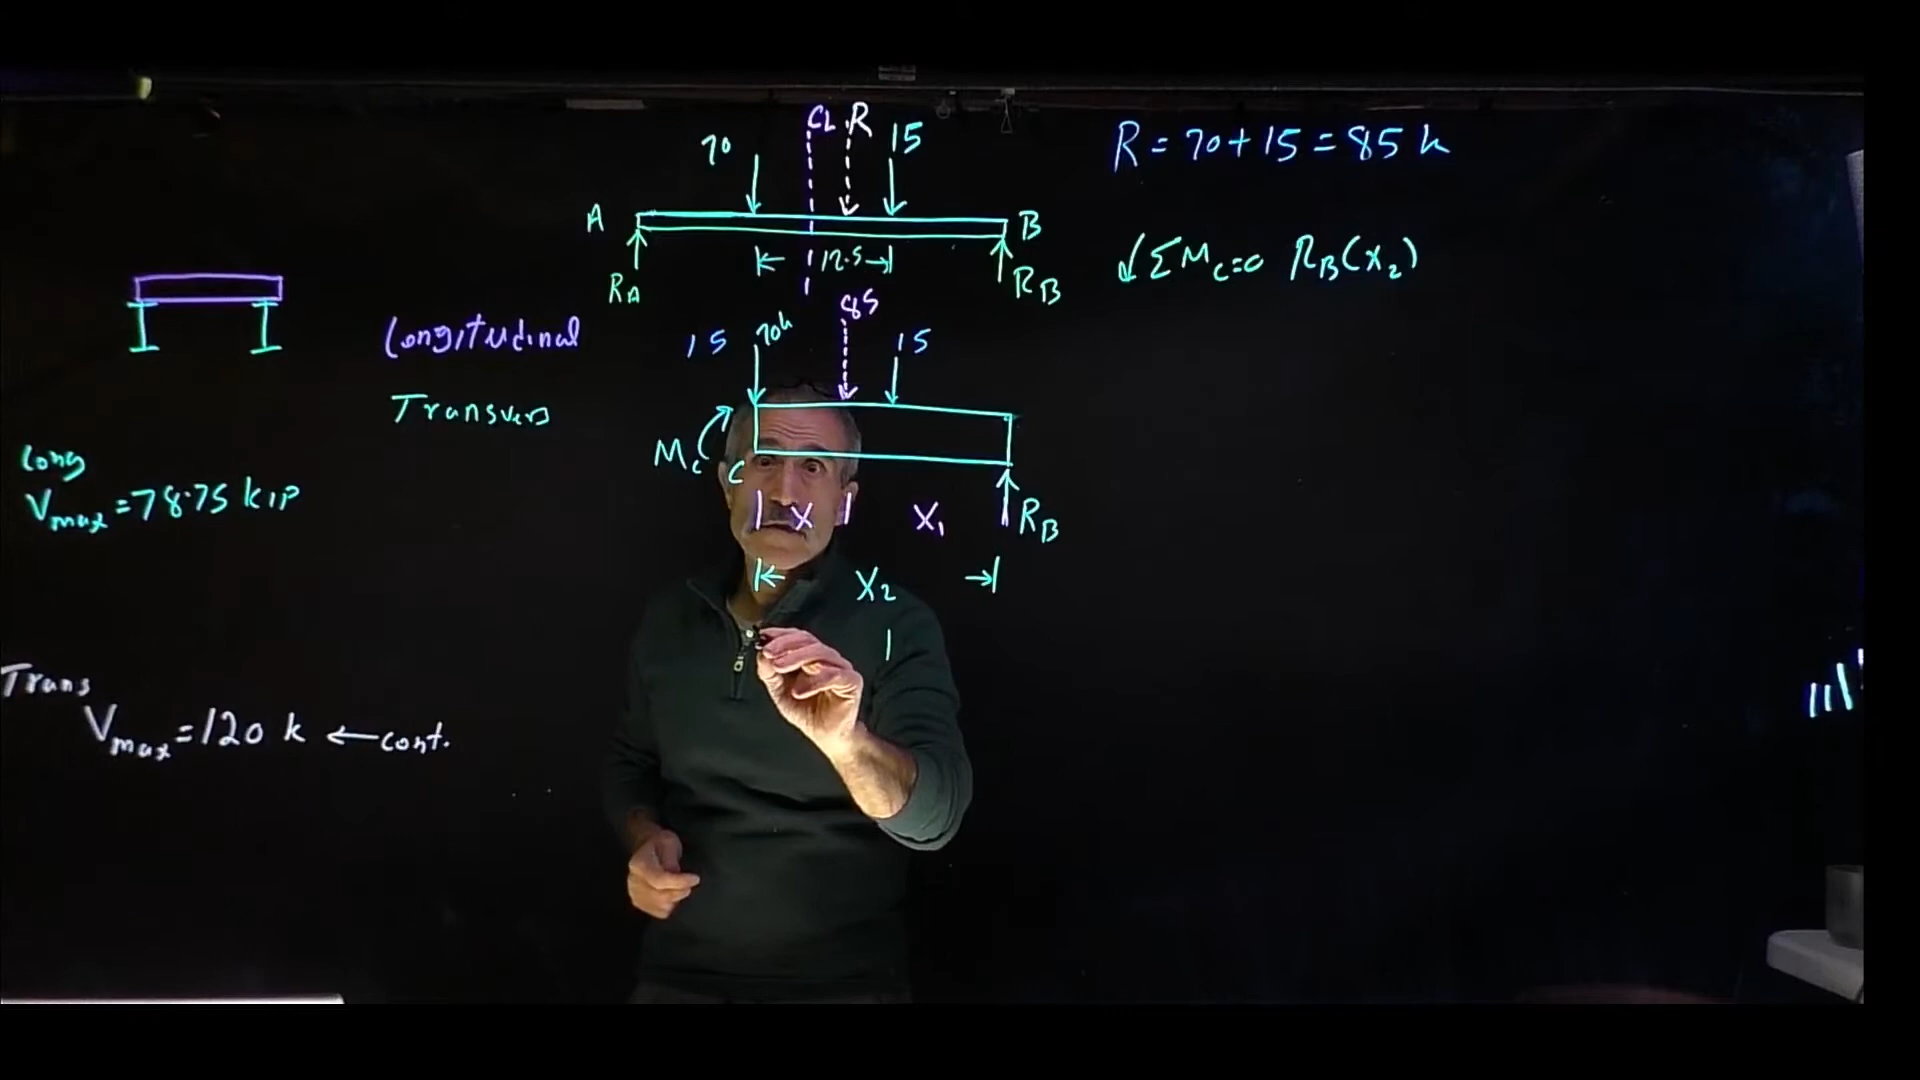 CL R
70 15
A B
12.5
RA RB
R = 70 + 15 = 85 k
ΣMc=0 RB(X2)
85
Longitudinal
Transvers
15 70k 15
Mc C
X X1 RB
X2
Long
Vmax = 78.75 kIP
Trans
Vmax = 120 k ← cont.